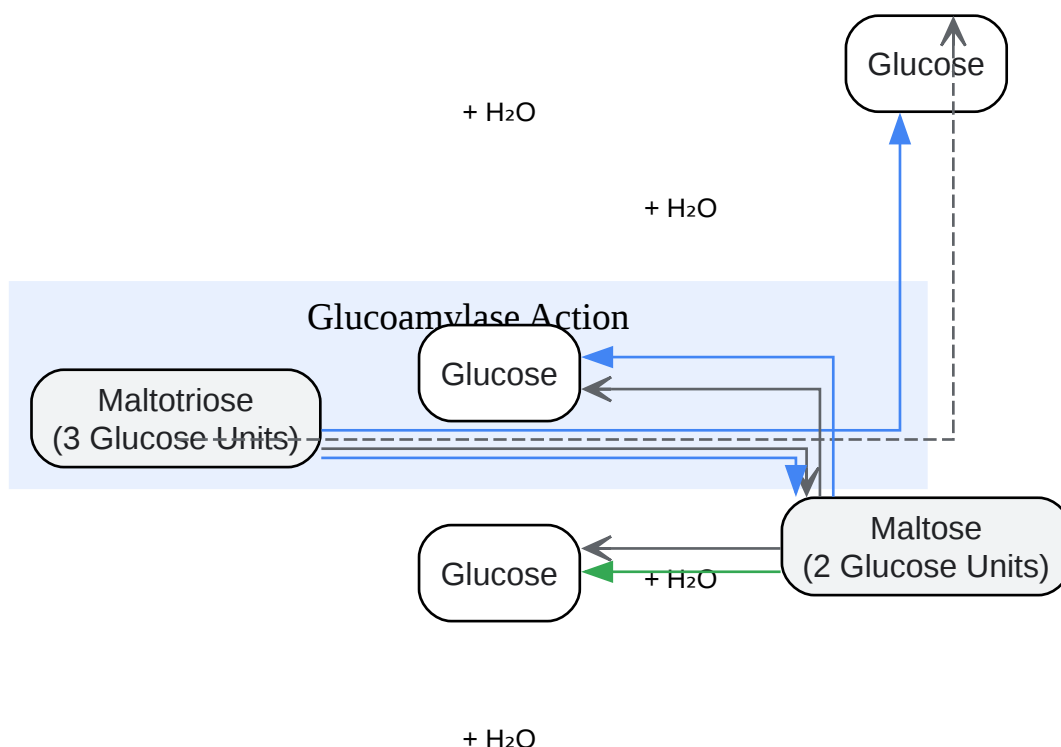 Glucose
+ H₂O
+ H₂O
Glucoamylase Action
Glucose
Maltotriose
(3 Glucose Units)
Maltose
(2 Glucose Units)
Glucose
+ H₂O
+ H₂O